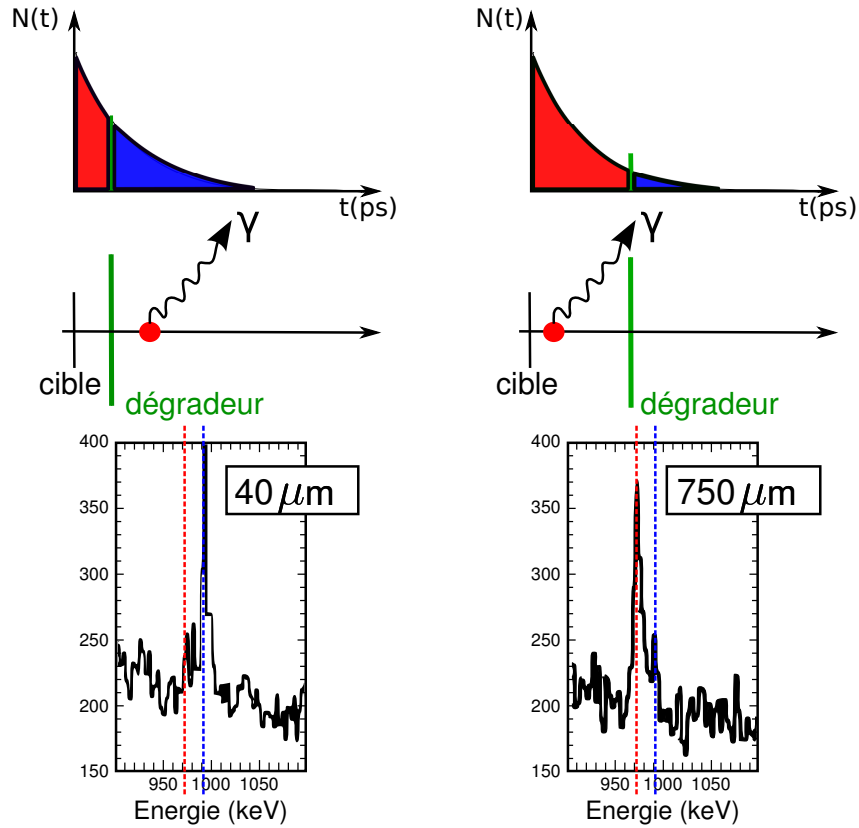 N(t)
t(ps)
γ
cible
dégradeur
400
350
300
250
200
150
40 μm
950 1000 1050
Energie (keV)
N(t)
t(ps)
γ
cible
dégradeur
400
350
300
250
200
150
750 μm
950 1000 1050
Energie (keV)